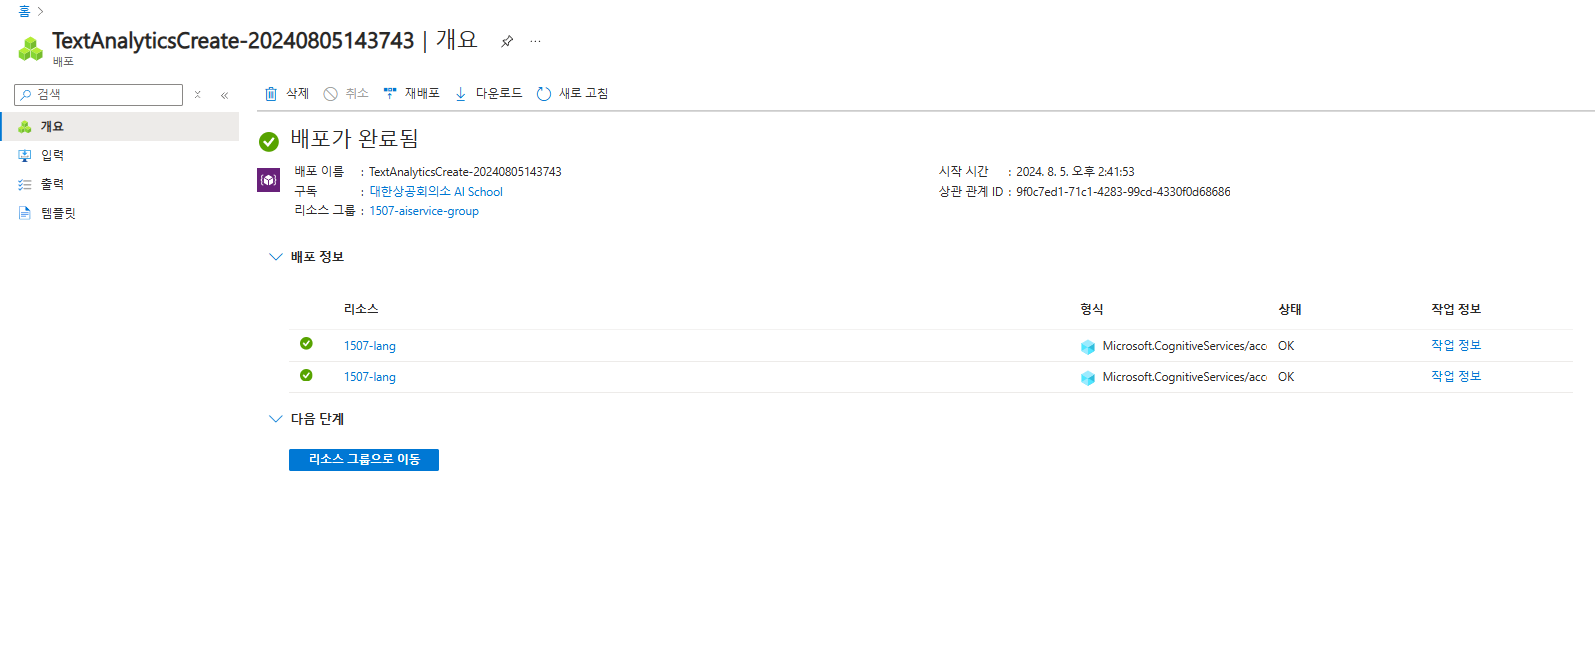 홈
TextAnalyticsCreate-20240805143743 | 개요
배포
검색
개요
입력
출력
템플릿
삭제 취소 재배포 다운로드 새로 고침
배포가 완료됨
배포 이름 : TextAnalyticsCreate-20240805143743
구독 : 대한상공회의소 AI School
리소스 그룹 : 1507-aiservice-group
시작 시간 : 2024. 8. 5. 오후 2:41:53
상관 관계 ID : 9f0c7ed1-71c1-4283-99cd-4330f0d68686
배포 정보
리소스 형식 상태 작업 정보
1507-lang Microsoft.CognitiveServices/acc OK 작업 정보
1507-lang Microsoft.CognitiveServices/acc OK 작업 정보
다음 단계
리소스 그룹으로 이동